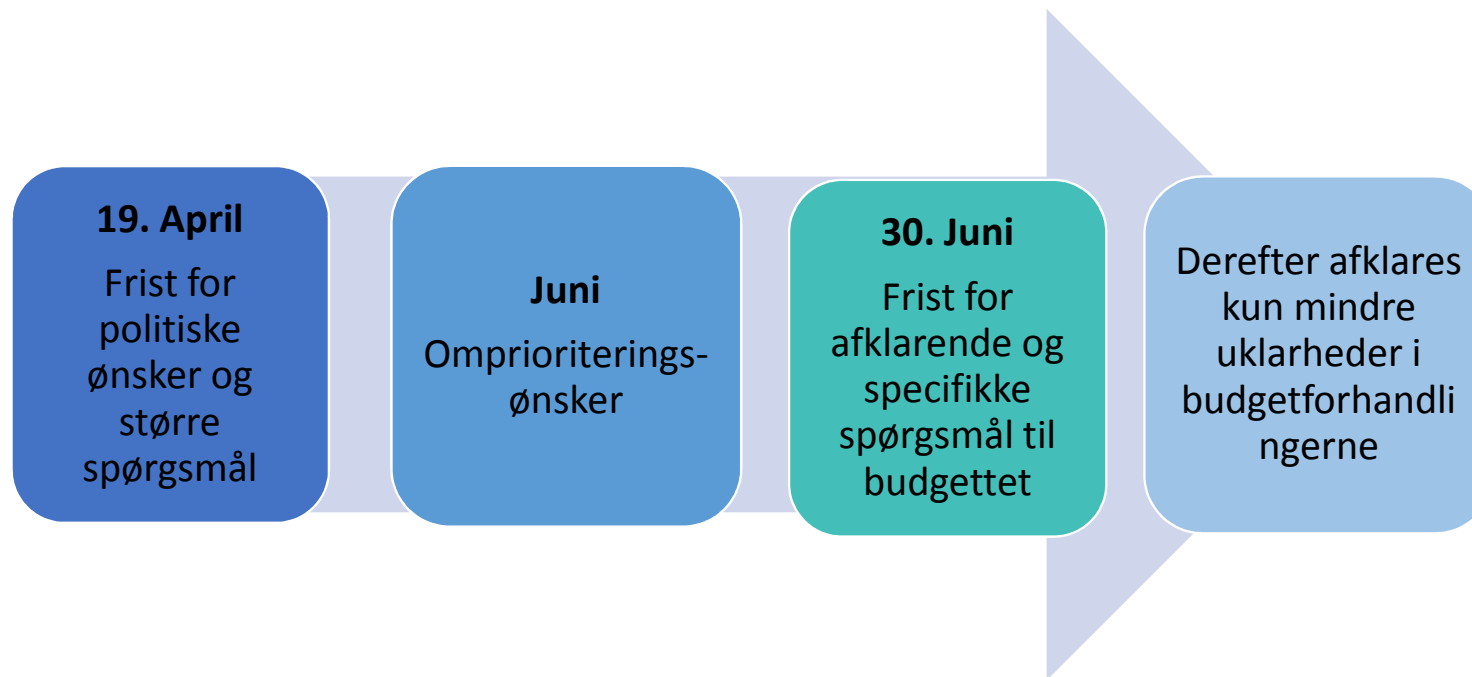 19. April
Frist for
politiske
ønsker og
større
spørgsmål
Juni
Omprioriterings-
ønsker
30. Juni
Frist for
afklarende og
specifikke
spørgsmål til
budgettet
Derefter afklares
kun mindre
uklarheder i
budgetforhandli
ngerne